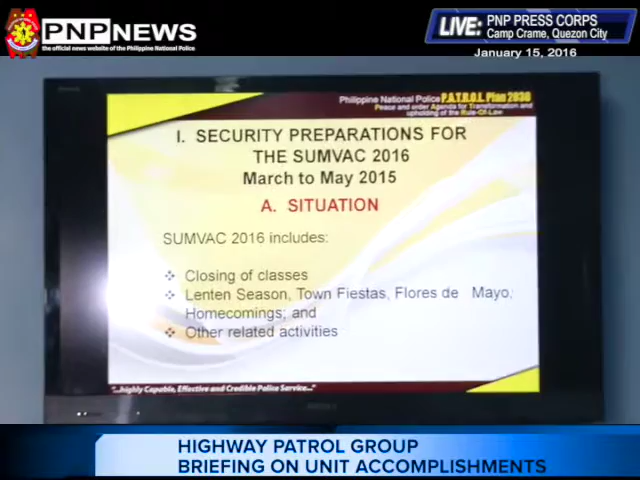 PNPNEWS
the official news website of the Philippine National Police
LIVE: PNP PRESS CORPS
Camp Crame, Quezon City
January 15, 2016
Philippine National Police P.A.T.R.O.L. Plan 2030
Peace and order Agenda for Transformation and
upholding of the Rule-Of-Law
I. SECURITY PREPARATIONS FOR
THE SUMVAC 2016
March to May 2015
A. SITUATION
SUMVAC 2016 includes:
❖ Closing of classes
❖ Lenten Season, Town Fiestas, Flores de Mayo,
Homecomings; and
❖ Other related activities
"...highly Capable, Effective and Credible Police Service..."
HIGHWAY PATROL GROUP
BRIEFING ON UNIT ACCOMPLISHMENTS